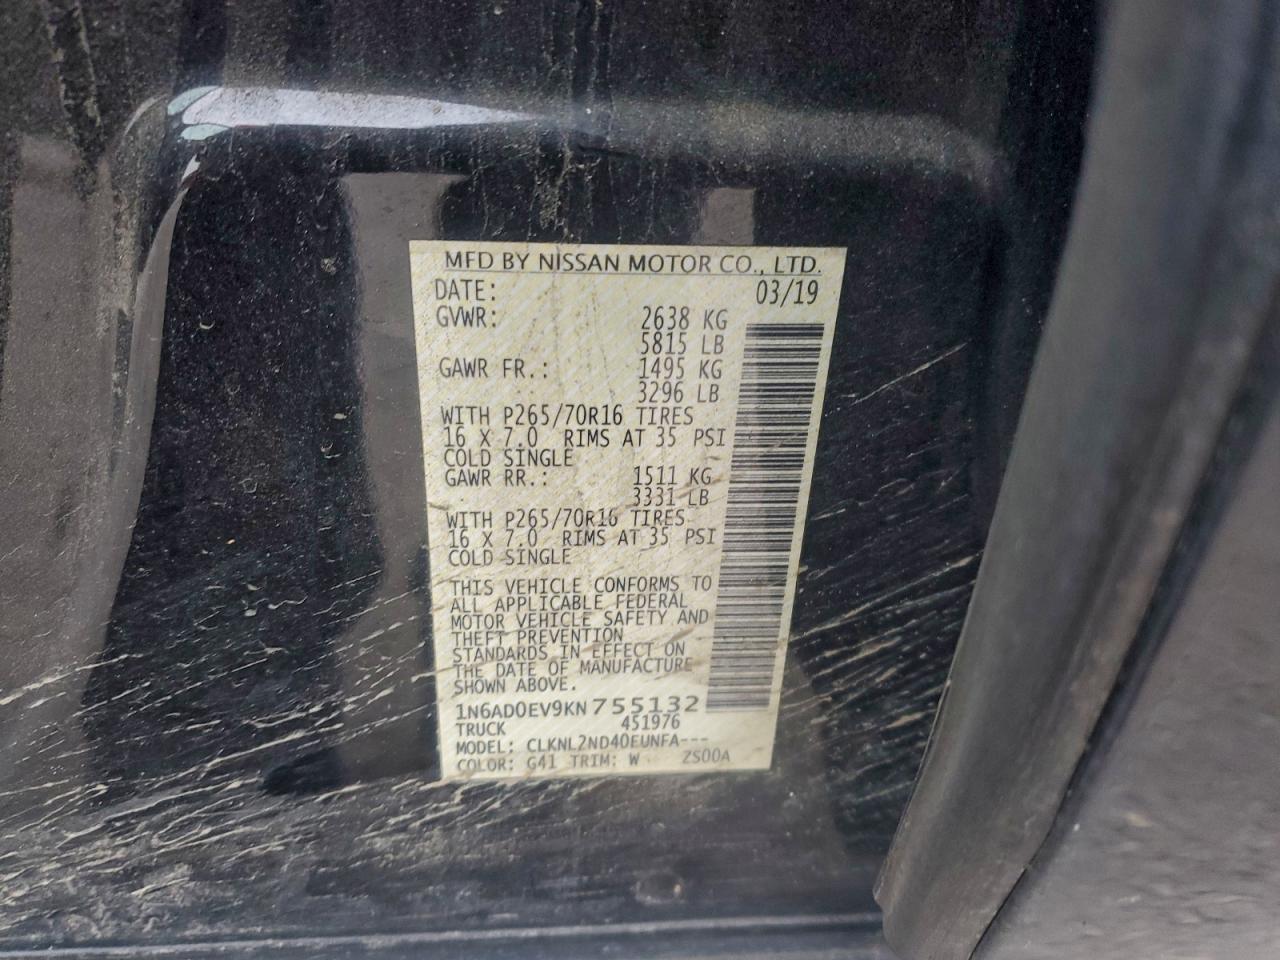 MFD BY NISSAN MOTOR CO., LTD.
DATE: 03/19
GVWR: 2638 KG
5815 LB
GAWR FR.: 1495 KG
3296 LB
WITH P265/70R16 TIRES
16 X 7.0 RIMS AT 35 PSI
COLD SINGLE
GAWR RR.: 1511 KG
3331 LB
WITH P265/70R16 TIRES
16 X 7.0 RIMS AT 35 PSI
COLD SINGLE
THIS VEHICLE CONFORMS TO
ALL APPLICABLE FEDERAL
MOTOR VEHICLE SAFETY AND
THEFT PREVENTION
STANDARDS IN EFFECT ON
THE DATE OF MANUFACTURE
SHOWN ABOVE.
1N6AD0EV9KN755132
TRUCK 451976
MODEL: CLKNL2ND40EUNFA---
COLOR: G41 TRIM: W ZS00A